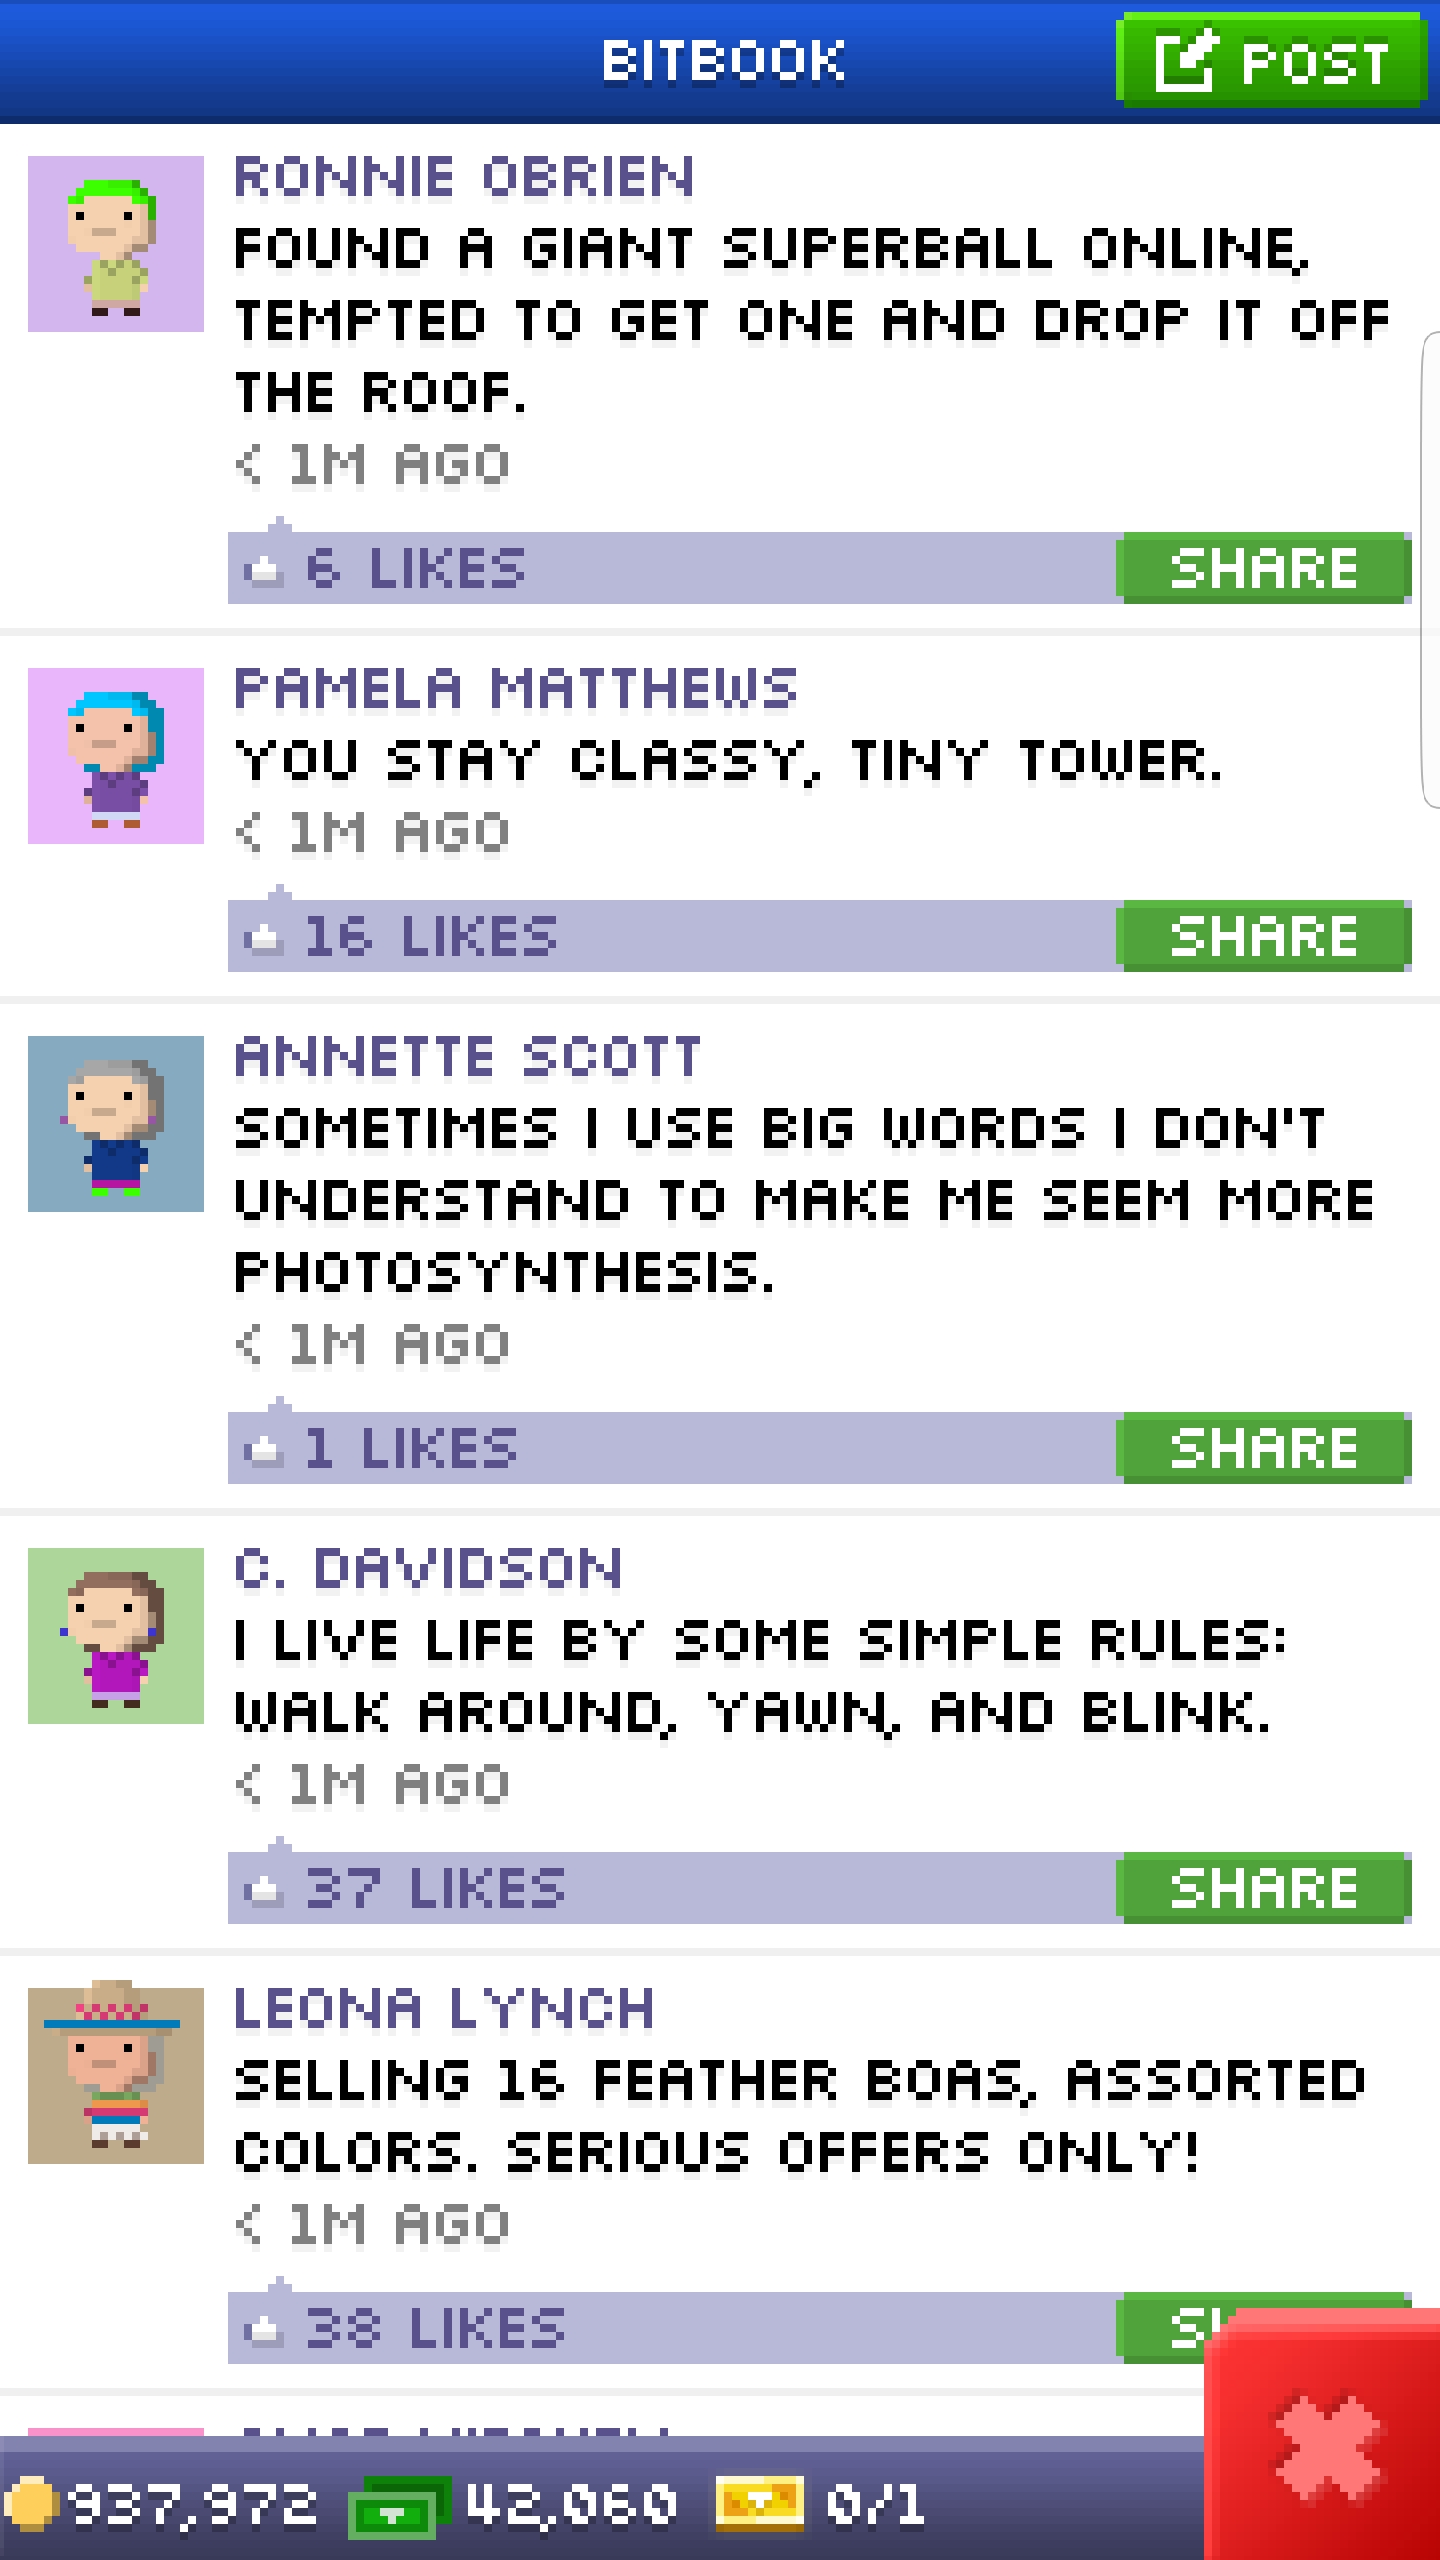 BITBOOK
POST
RONNIE OBRIEN
FOUND A GIANT SUPERBALL ONLINE,
TEMPTED TO GET ONE AND DROP IT OFF
THE ROOF.
< 1M AGO
6 LIKES
SHARE
PAMELA MATTHEWS
YOU STAY CLASSY, TINY TOWER.
< 1M AGO
16 LIKES
SHARE
ANNETTE SCOTT
SOMETIMES I USE BIG WORDS I DON'T
UNDERSTAND TO MAKE ME SEEM MORE
PHOTOSYNTHESIS.
< 1M AGO
1 LIKES
SHARE
C. DAVIDSON
I LIVE LIFE BY SOME SIMPLE RULES:
WALK AROUND, YAWN, AND BLINK.
< 1M AGO
37 LIKES
SHARE
LEONA LYNCH
SELLING 16 FEATHER BOAS, ASSORTED
COLORS. SERIOUS OFFERS ONLY!
< 1M AGO
38 LIKES
937,972
42,060
0/1